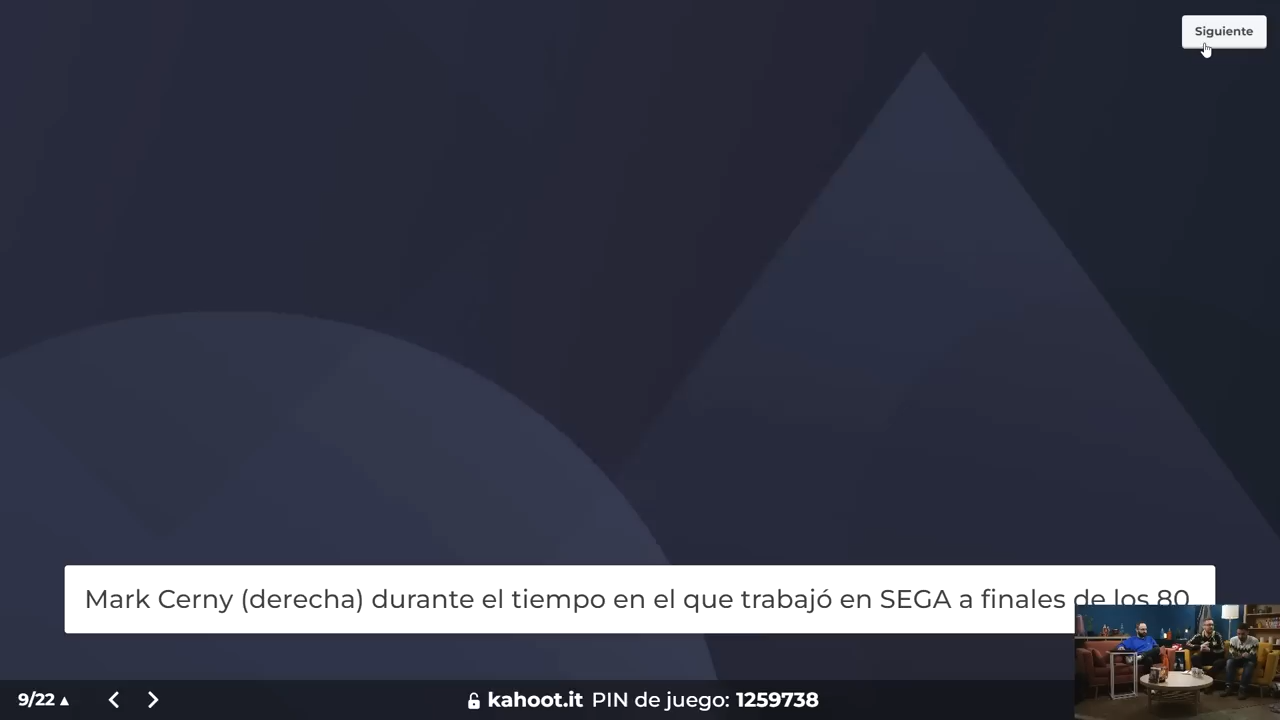 Siguiente
Mark Cerny (derecha) durante el tiempo en el que trabajó en SEGA a finales de los 80
9/22 ▲
kahoot.it PIN de juego: 1259738